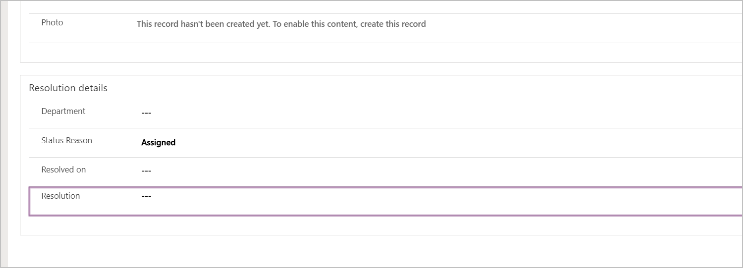 Photo This record hasn't been created yet. To enable this content, create this record
Resolution details
Department ---
Status Reason Assigned
Resolved on ---
Resolution ---